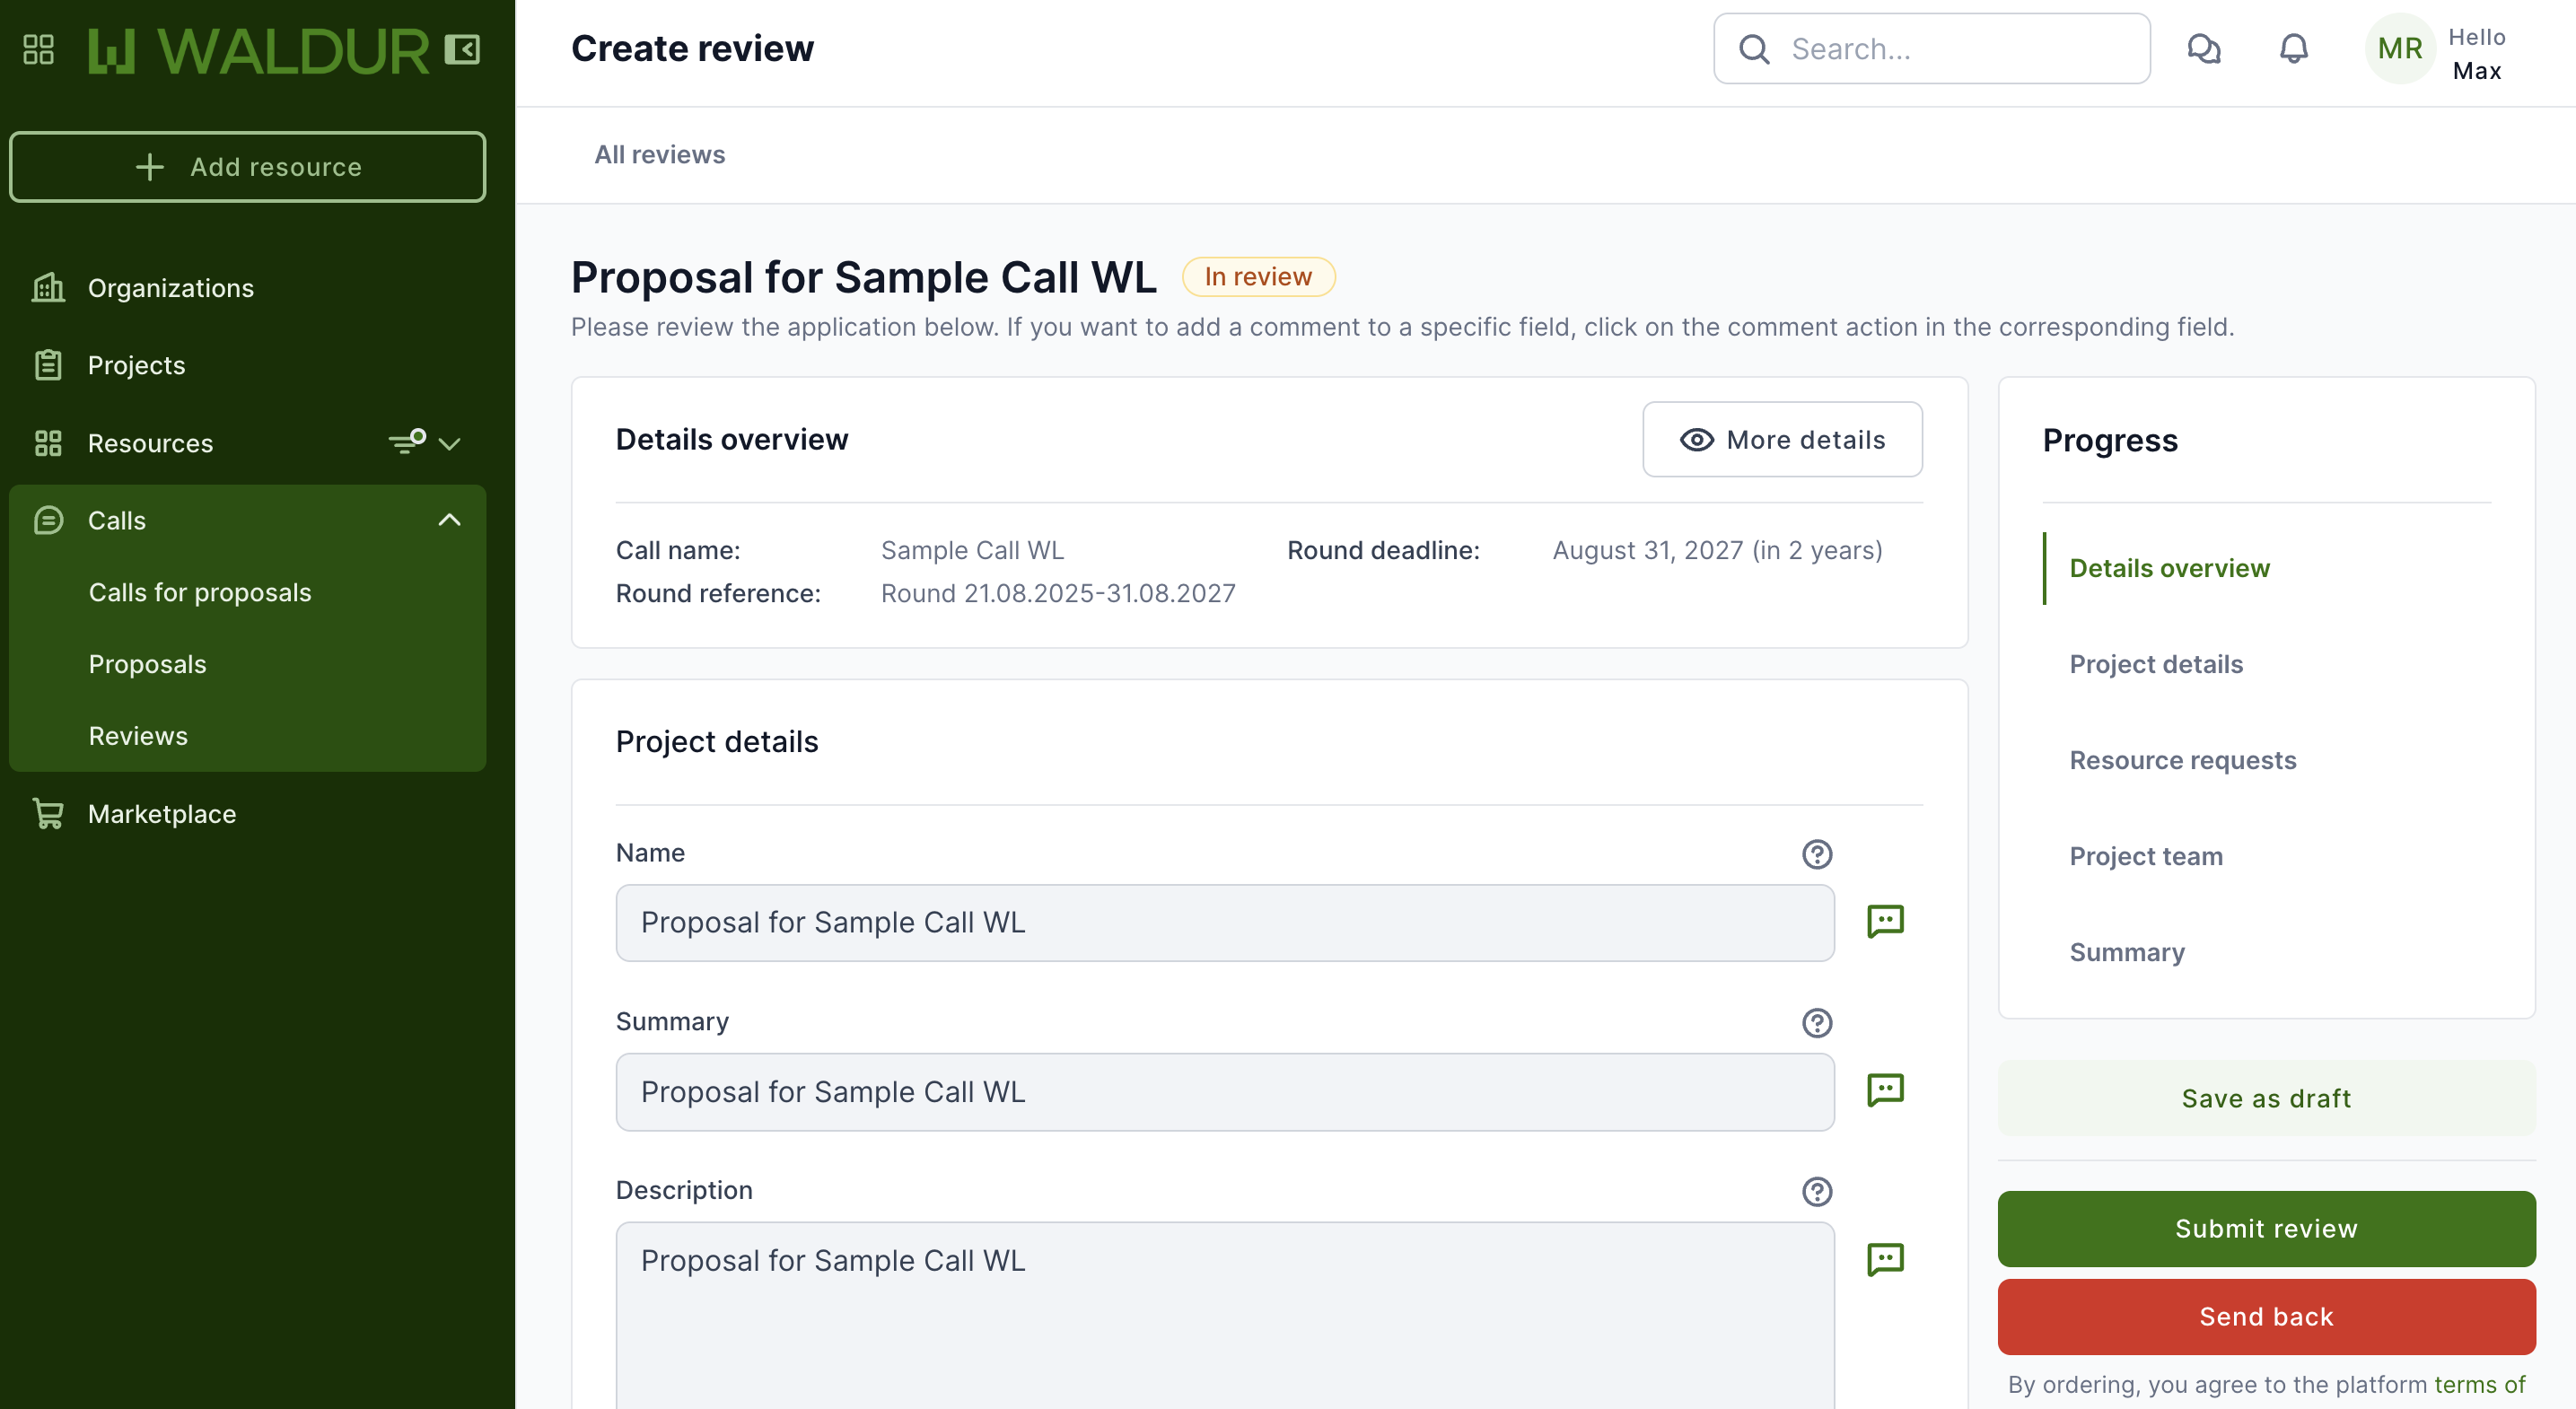 WALDUR
Add resource
Organizations
Projects
Resources
Calls
Calls for proposals
Proposals
Reviews
Marketplace
Create review
Search...
MR
Hello
Max
All reviews
Proposal for Sample Call WL
In review
Please review the application below. If you want to add a comment to a specific field, click on the comment action in the corresponding field.
Details overview
More details
Call name: Sample Call WL Round deadline: August 31, 2027 (in 2 years)
Round reference: Round 21.08.2025-31.08.2027
Project details
Name
Proposal for Sample Call WL
Summary
Proposal for Sample Call WL
Description
Proposal for Sample Call WL
Progress
Details overview
Project details
Resource requests
Project team
Summary
Save as draft
Submit review
Send back
By ordering, you agree to the platform terms of